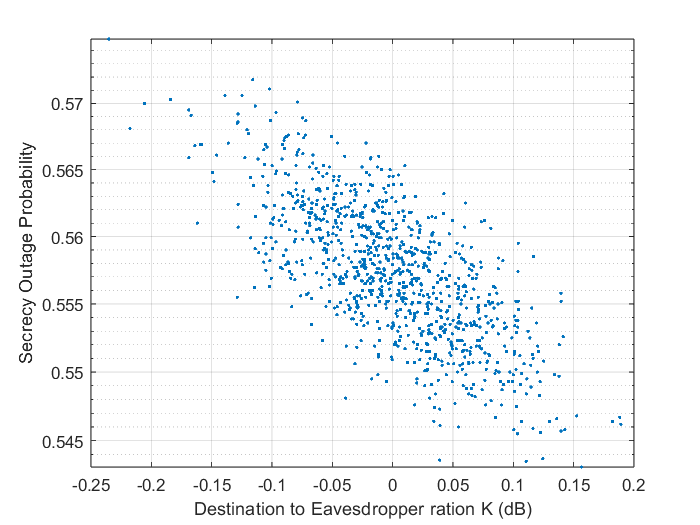 Secrecy Outage Probability
0.57
0.565
0.56
0.555
0.55
0.545
-0.25 -0.2 -0.15 -0.1 -0.05 0 0.05 0.1 0.15 0.2
Destination to Eavesdropper ration K (dB)